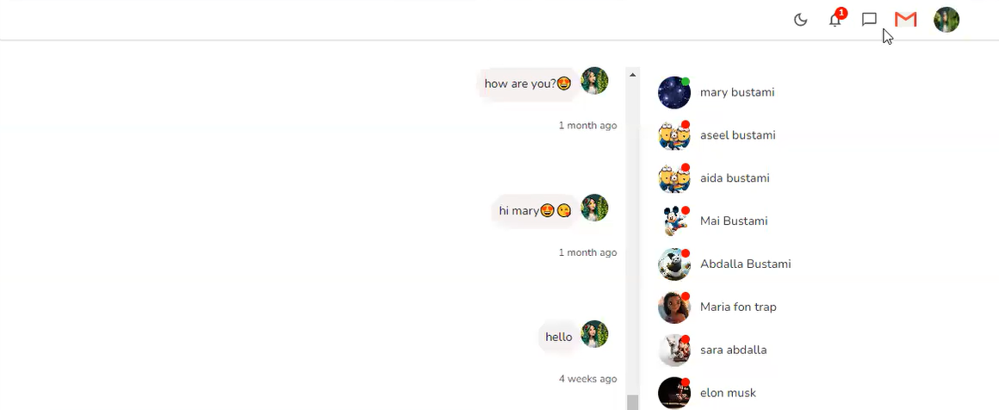 1
how are you?🤩
1 month ago
hi mary🤩😘
1 month ago
hello
4 weeks ago
mary bustami
aseel bustami
aida bustami
Mai Bustami
Abdalla Bustami
Maria fon trap
sara abdalla
elon musk